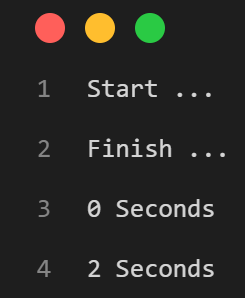 1 Start ...
2 Finish ...
3 0 Seconds
4 2 Seconds